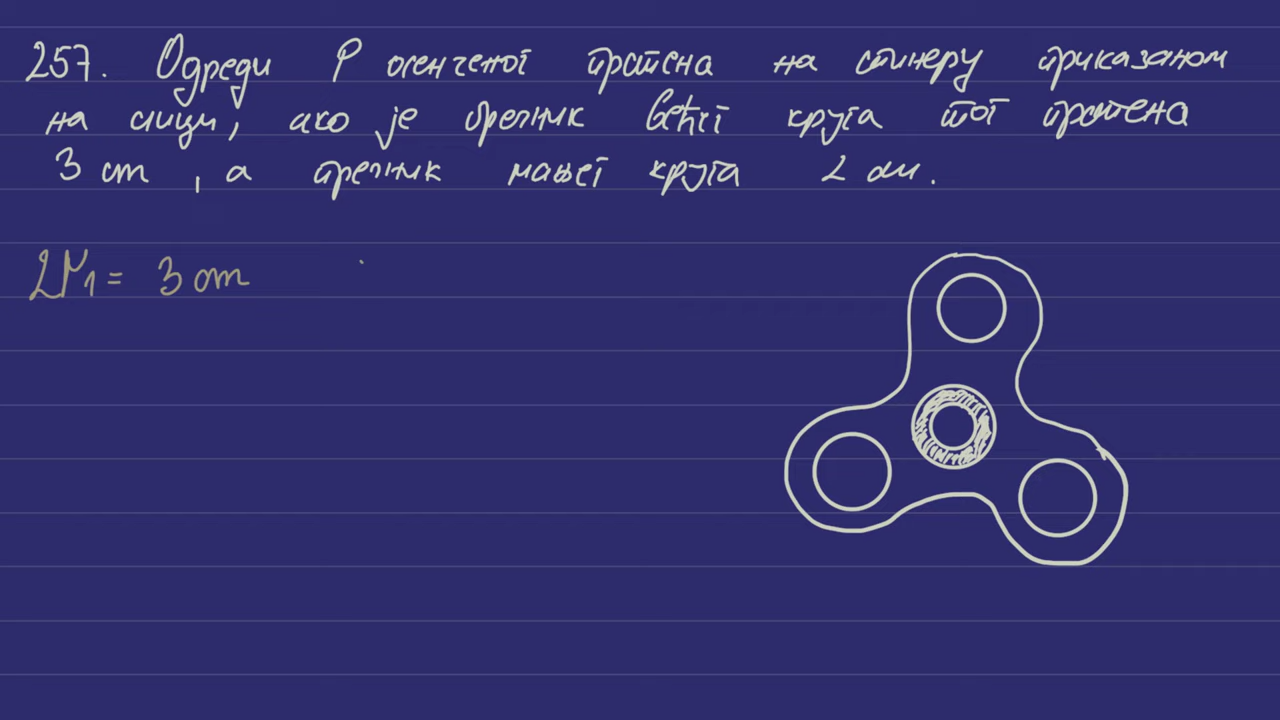 257. Одреди P осенченог прстена на спинеру приказаном
на слици, ако је пречник већег круга тог прстена
3 cm, а пречник мањег круга 2 cm.
2r₁ = 3 cm